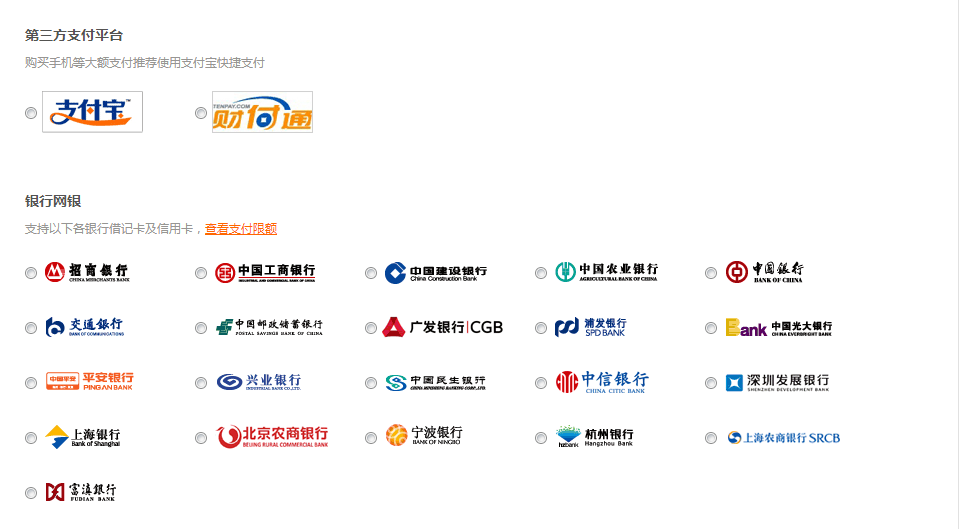 第三方支付平台
购买手机等大额支付推荐使用支付宝快捷支付
支付宝™ TENPAY.COM 财付通
银行网银
支持以下各银行借记卡及信用卡，查看支付限额
招商银行 中国工商银行 中国建设银行 中国农业银行 中国银行
CHINA MERCHANTS BANK INDUSTRIAL AND COMMERCIAL BANK OF CHINA China Construction Bank AGRICULTURAL BANK OF CHINA BANK OF CHINA
交通银行 中国邮政储蓄银行 广发银行|CGB 浦发银行 Bank 中国光大银行
BANK OF COMMUNICATIONS POSTAL SAVINGS BANK OF CHINA SPD BANK CHINA EVERBRIGHT BANK
中国平安 平安银行 兴业银行 中国民生银行 中信银行 深圳发展银行
PINGAN BANK INDUSTRIAL BANK CO.,LTD. CHINA MINSHENG BANKING CORP.,LTD. CHINA CITIC BANK SHENZHEN DEVELOPMENT BANK
上海银行 北京农商银行 宁波银行 杭州银行 上海农商银行 SRCB
Bank of Shanghai BEIJING RURAL COMMERCIAL BANK BANK OF NINGBO hzbank Hangzhou Bank
富滇银行
FUDIAN BANK